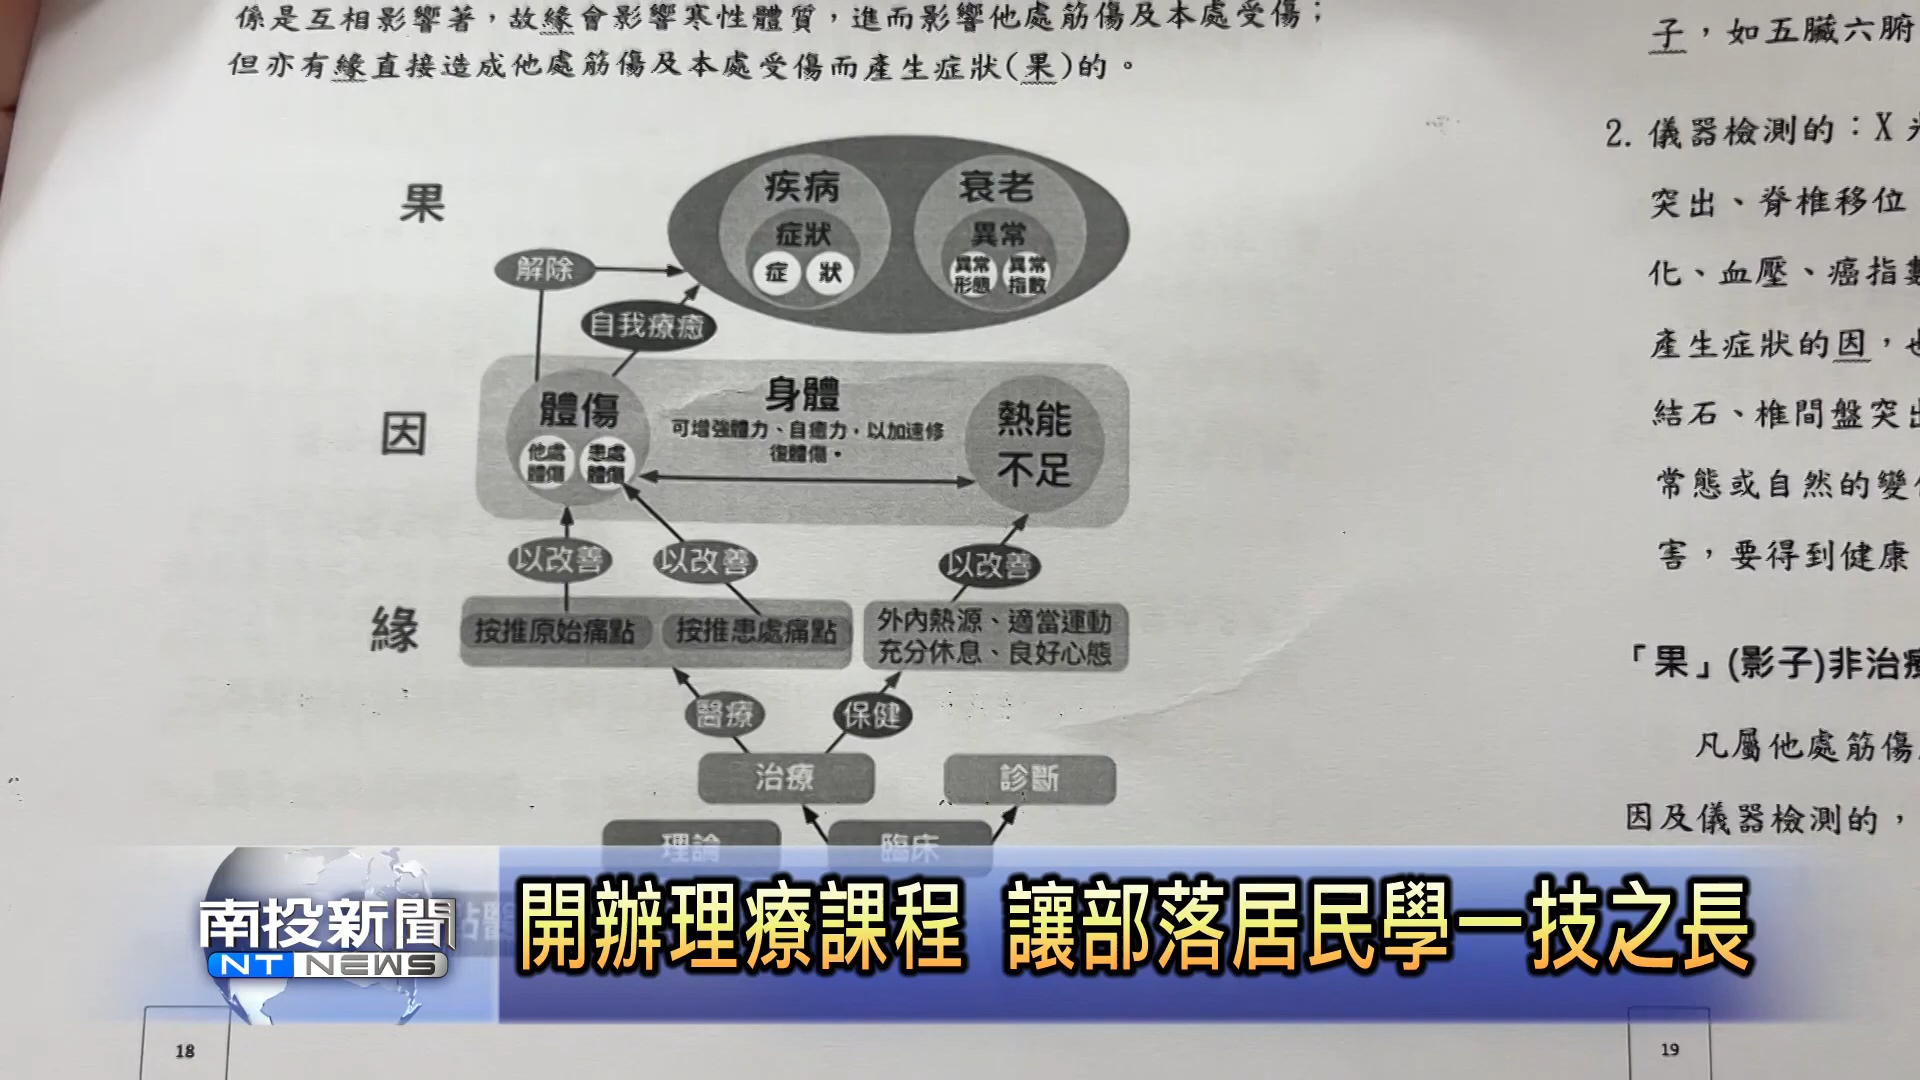 係是互相影響著，故緣會影響寒性體質，進而影響他處筋傷及本處受傷；
但亦有緣直接造成他處筋傷及本處受傷而產生症狀(果)的。
果
疾病
症狀
症 狀
衰老
異常
異常形態 異常指數
解除
自我療癒
因
體傷
他處體傷 患處體傷
身體
可增強體力、自癒力，以加速修
復體傷。
熱能
不足
以改善 以改善 以改善
緣
按推原始痛點 按推患處痛點
外內熱源、適當運動
充分休息、良好心態
醫療 保健
治療 診斷
理論 臨床
18
子，如五臟六腑
2. 儀器檢測的：X
突出、脊椎移位
化、血壓、癌指數
產生症狀的因，
結石、椎間盤突出
常態或自然的變
害，要得到健康
「果」(影子)非治療
凡屬他處筋傷
因及儀器檢測的，
19
南投新聞
NT NEWS
開辦理療課程 讓部落居民學一技之長